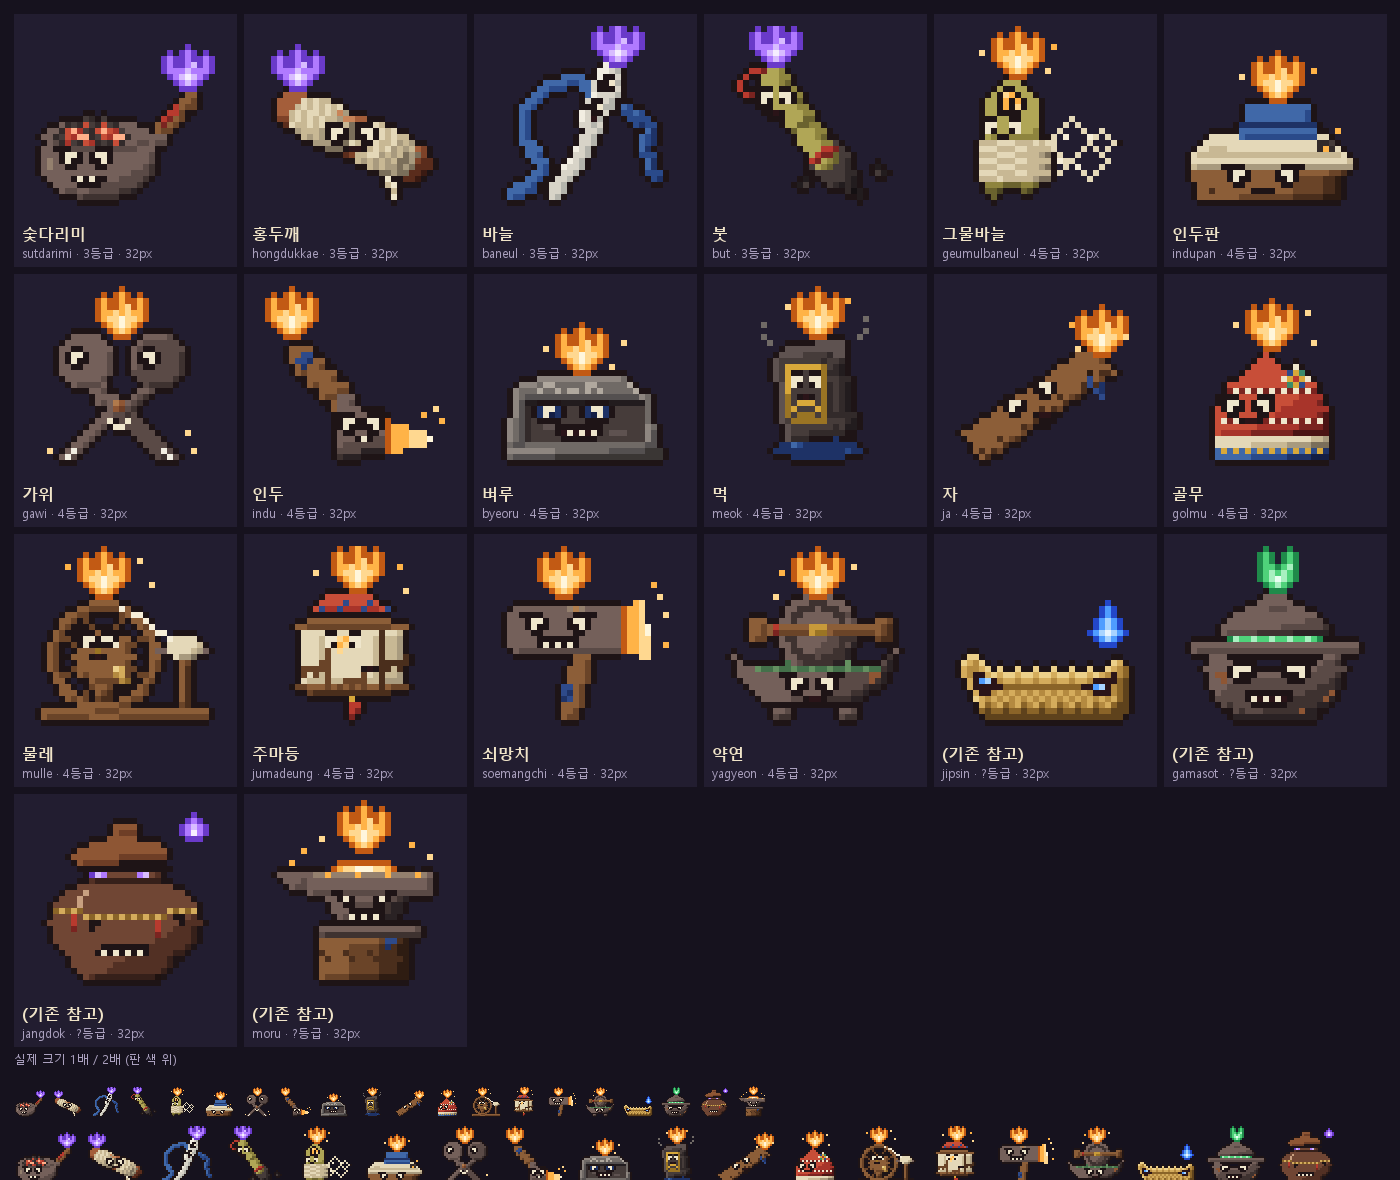 숯다리미
sutdarimi · 3등급 · 32px
홍두깨
hongdukkae · 3등급 · 32px
바늘
baneul · 3등급 · 32px
붓
but · 3등급 · 32px
그물바늘
geumulbaneul · 4등급 · 32px
인두판
indupan · 4등급 · 32px
가위
gawi · 4등급 · 32px
인두
indu · 4등급 · 32px
벼루
byeoru · 4등급 · 32px
먹
meok · 4등급 · 32px
자
ja · 4등급 · 32px
골무
golmu · 4등급 · 32px
물레
mulle · 4등급 · 32px
주마등
jumadeung · 4등급 · 32px
쇠망치
soemangchi · 4등급 · 32px
약연
yagyeon · 4등급 · 32px
(기존 참고)
jipsin · ?등급 · 32px
(기존 참고)
gamasot · ?등급 · 32px
(기존 참고)
jangdok · ?등급 · 32px
(기존 참고)
moru · ?등급 · 32px
실제 크기 1배 / 2배 (판 색 위)